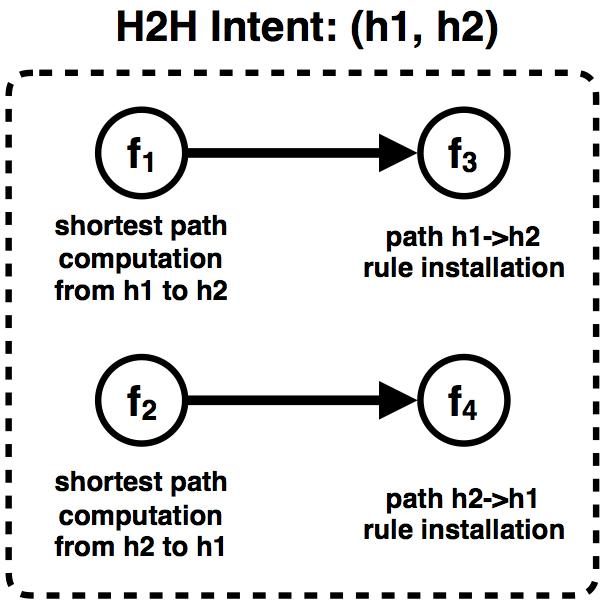 H2H Intent: (h1, h2)
f1
f3
shortest path
computation
from h1 to h2
path h1->h2
rule installation
f2
f4
shortest path
computation
from h2 to h1
path h2->h1
rule installation